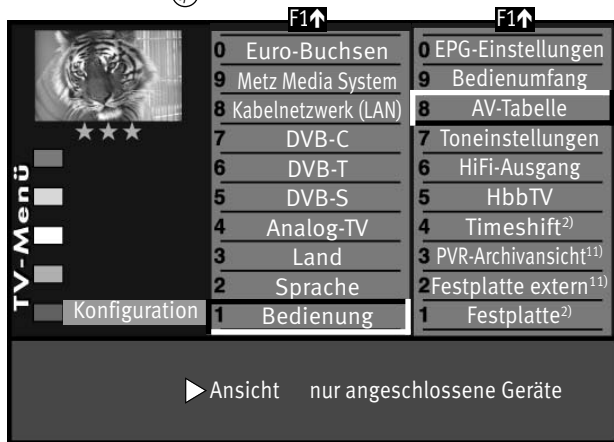 F1↑ F1↑
0 Euro-Buchsen
9 Metz Media System
8 Kabelnetzwerk (LAN)
7 DVB-C
6 DVB-T
5 DVB-S
4 Analog-TV
3 Land
2 Sprache
1 Bedienung
0 EPG-Einstellungen
9 Bedienumfang
8 AV-Tabelle
7 Toneinstellungen
6 HiFi-Ausgang
5 HbbTV
4 Timeshift2)
3 PVR-Archivansicht11)
2 Festplatte extern11)
1 Festplatte2)
TV-Menü
Konfiguration
Ansicht nur angeschlossene Geräte